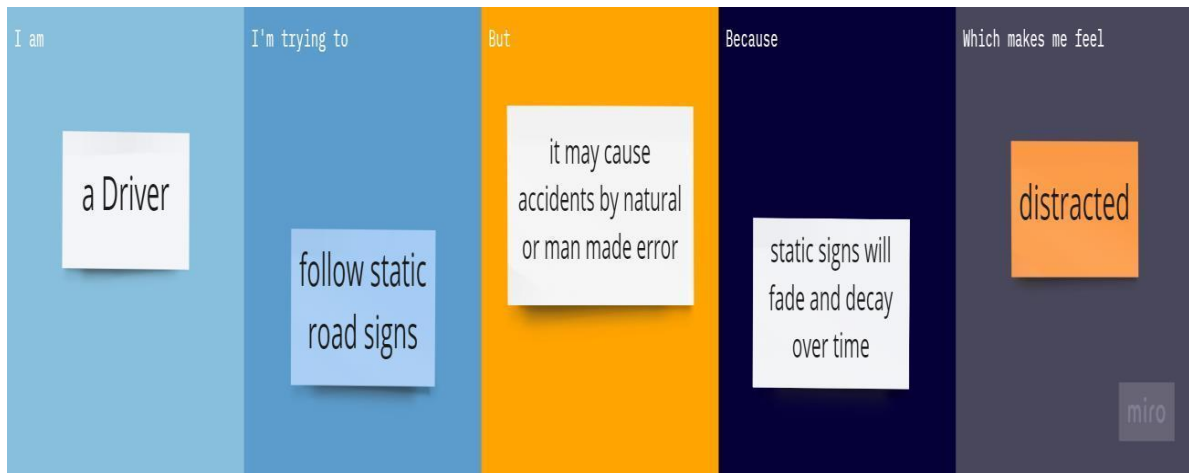 I am
a Driver
I'm trying to
follow static
road signs
But
it may cause
accidents by natural
or man made error
Because
static signs will
fade and decay
over time
Which makes me feel
distracted
miro